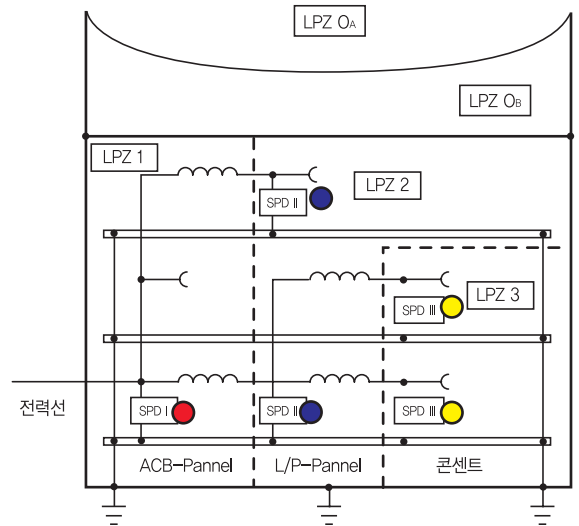 LPZ 0A
LPZ 0B
LPZ 1
LPZ 2
SPD Ⅱ
LPZ 3
SPD Ⅲ
전력선
SPD Ⅰ
SPD Ⅱ
SPD Ⅲ
ACB-Pannel
L/P-Pannel
콘센트